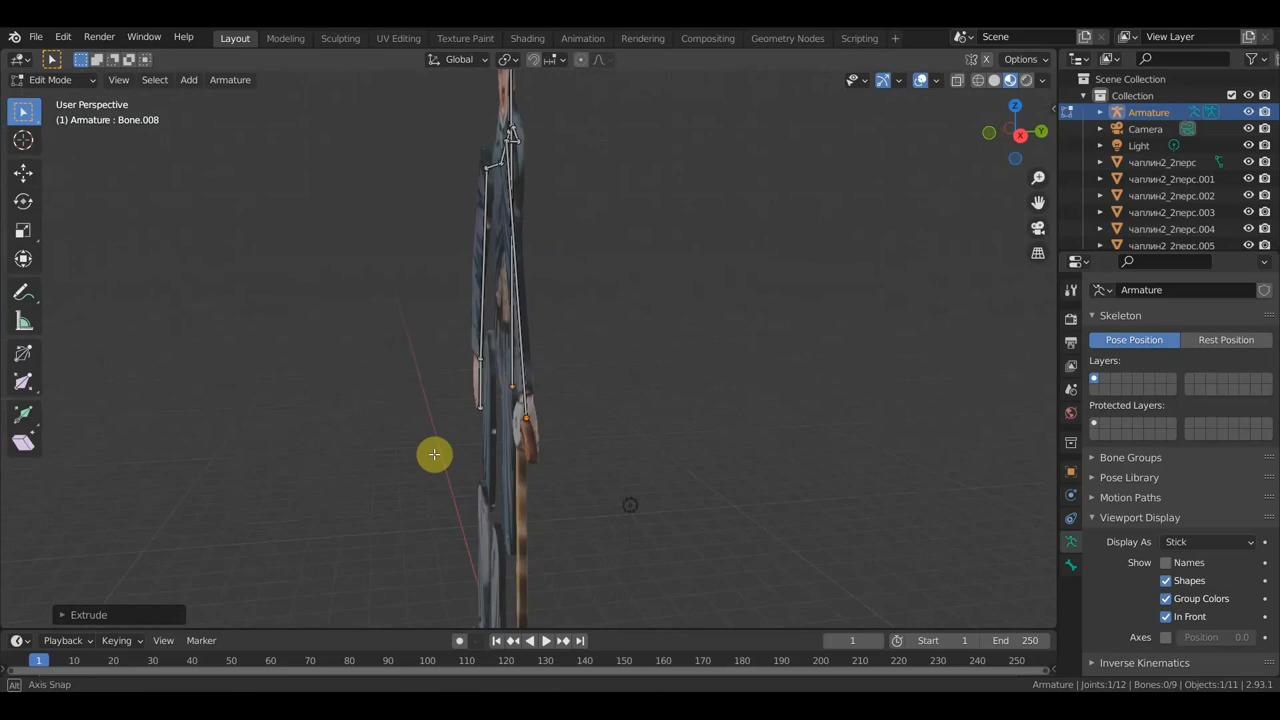 File Edit Render Window Help
Layout Modeling Sculpting UV Editing Texture Paint Shading Animation Rendering Compositing Geometry Nodes Scripting
Scene
View Layer
Global
X
Options
Edit Mode
View Select Add Armature
User Perspective
(1) Armature : Bone.008
Z
Y
X
Scene Collection
Collection
Armature
Camera
Light
чаплин2_2перс
чаплин2_2перс.001
чаплин2_2перс.002
чаплин2_2перс.003
чаплин2_2перс.004
чаплин2_2перс.005
Armature
Skeleton
Pose Position Rest Position
Layers:
Protected Layers:
Bone Groups
Pose Library
Motion Paths
Viewport Display
Display As Stick
Show Names
Shapes
Group Colors
In Front
Axes Position 0.0
Inverse Kinematics
Extrude
Playback Keying View Marker
1 Start 1 End 250
1 10 20 30 40 50 60 70 80 90 100 110 120 130 140 150 160 170 180 190 200 210 220 230 240 250
Alt Axis Snap
Armature | Joints:1/12 | Bones:0/9 | Objects:1/11 | 2.93.1